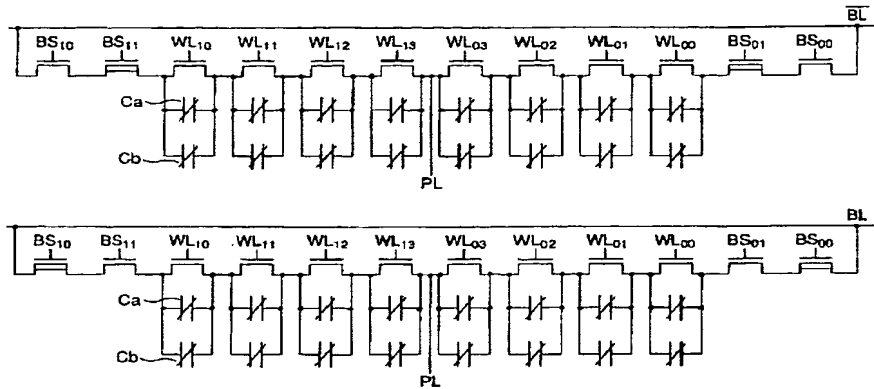 B̅L̅
BS₁₀ BS₁₁ WL₁₀ WL₁₁ WL₁₂ WL₁₃ WL₀₃ WL₀₂ WL₀₁ WL₀₀ BS₀₁ BS₀₀
Ca
Cb
PL
BL
BS₁₀ BS₁₁ WL₁₀ WL₁₁ WL₁₂ WL₁₃ WL₀₃ WL₀₂ WL₀₁ WL₀₀ BS₀₁ BS₀₀
Ca
Cb
PL